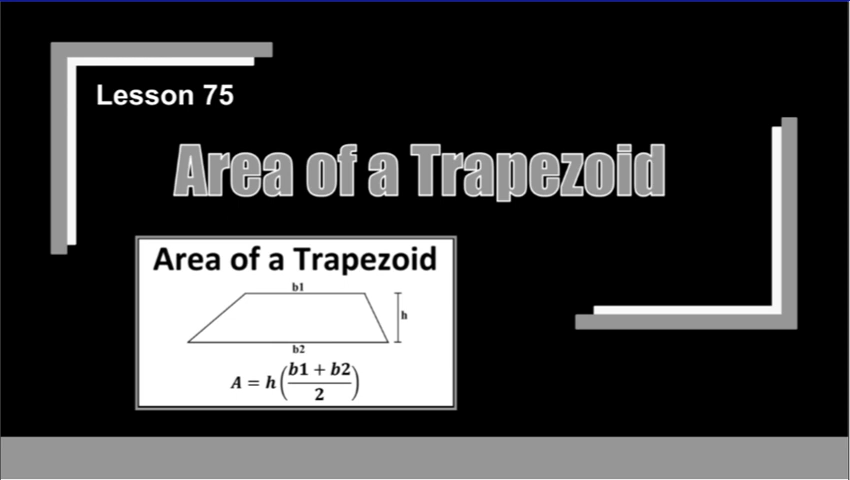 Lesson 75
Area of a Trapezoid
Area of a Trapezoid
b1
h
b2
A = h(b1 + b2 / 2)